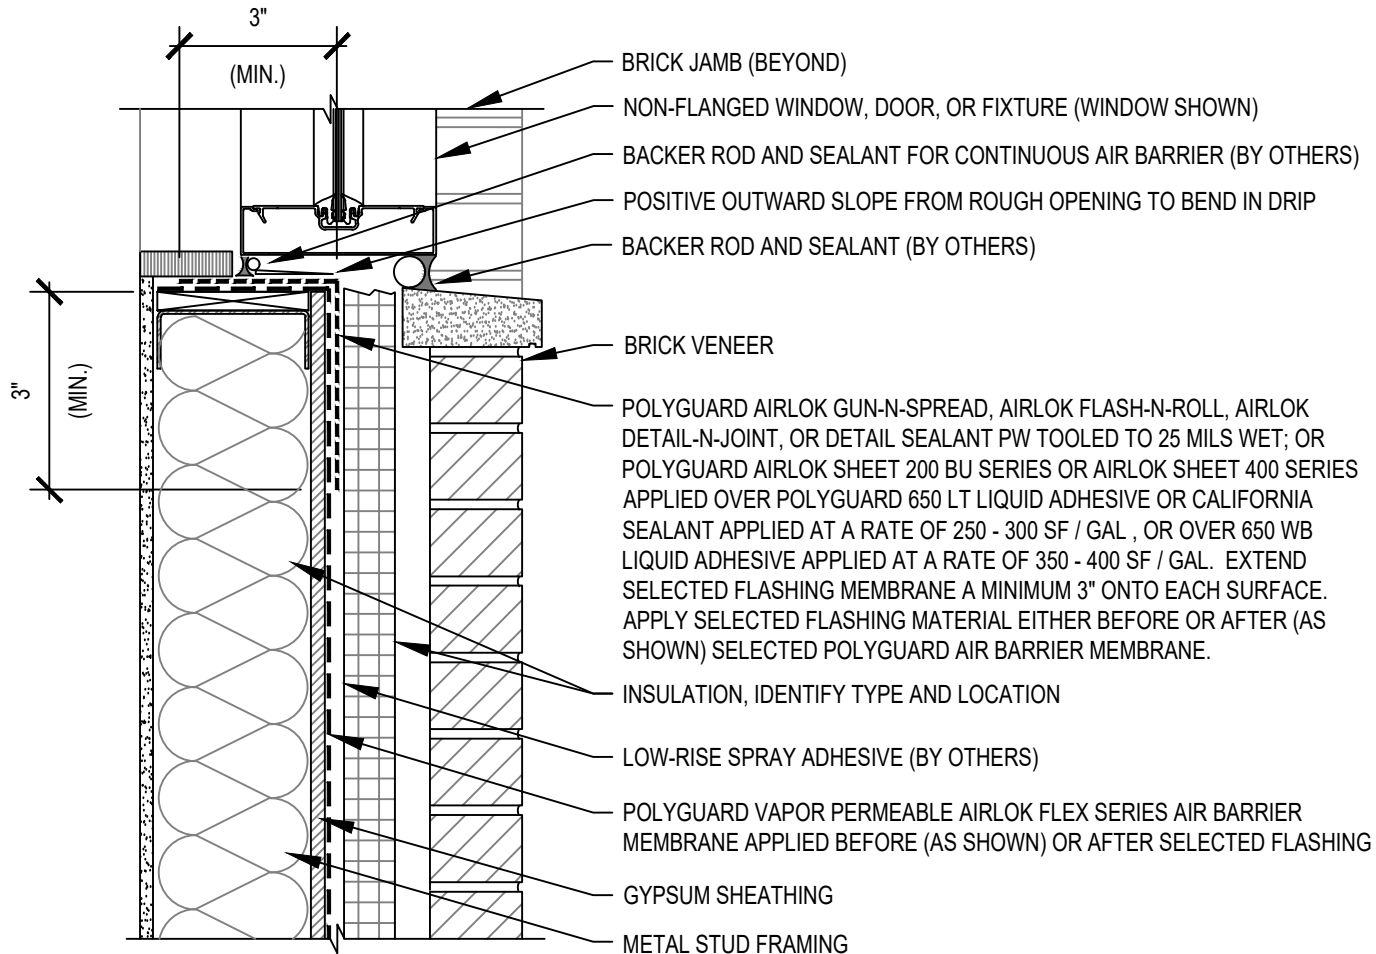 3"
(MIN.)
BRICK JAMB (BEYOND)
NON-FLANGED WINDOW, DOOR, OR FIXTURE (WINDOW SHOWN)
BACKER ROD AND SEALANT FOR CONTINUOUS AIR BARRIER (BY OTHERS)
POSITIVE OUTWARD SLOPE FROM ROUGH OPENING TO BEND IN DRIP
BACKER ROD AND SEALANT (BY OTHERS)
3"
(MIN.)
BRICK VENEER
POLYGUARD AIRLOK GUN-N-SPREAD, AIRLOK FLASH-N-ROLL, AIRLOK
DETAIL-N-JOINT, OR DETAIL SEALANT PW TOOLED TO 25 MILS WET; OR
POLYGUARD AIRLOK SHEET 200 BU SERIES OR AIRLOK SHEET 400 SERIES
APPLIED OVER POLYGUARD 650 LT LIQUID ADHESIVE OR CALIFORNIA
SEALANT APPLIED AT A RATE OF 250 - 300 SF / GAL , OR OVER 650 WB
LIQUID ADHESIVE APPLIED AT A RATE OF 350 - 400 SF / GAL. EXTEND
SELECTED FLASHING MEMBRANE A MINIMUM 3" ONTO EACH SURFACE.
APPLY SELECTED FLASHING MATERIAL EITHER BEFORE OR AFTER (AS
SHOWN) SELECTED POLYGUARD AIR BARRIER MEMBRANE.
INSULATION, IDENTIFY TYPE AND LOCATION
LOW-RISE SPRAY ADHESIVE (BY OTHERS)
POLYGUARD VAPOR PERMEABLE AIRLOK FLEX SERIES AIR BARRIER
MEMBRANE APPLIED BEFORE (AS SHOWN) OR AFTER SELECTED FLASHING
GYPSUM SHEATHING
METAL STUD FRAMING